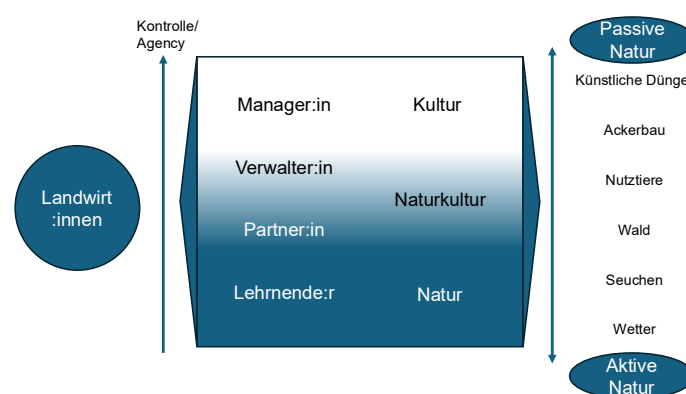 Kontrolle/
Agency
Passive
Natur
Künstliche Dünge
Manager:in
Kultur
Ackerbau
Verwalter:in
Landwirt
:innen
Nutztiere
Naturkultur
Partner:in
Wald
Lehrnende:r
Natur
Seuchen
Wetter
Aktive
Natur